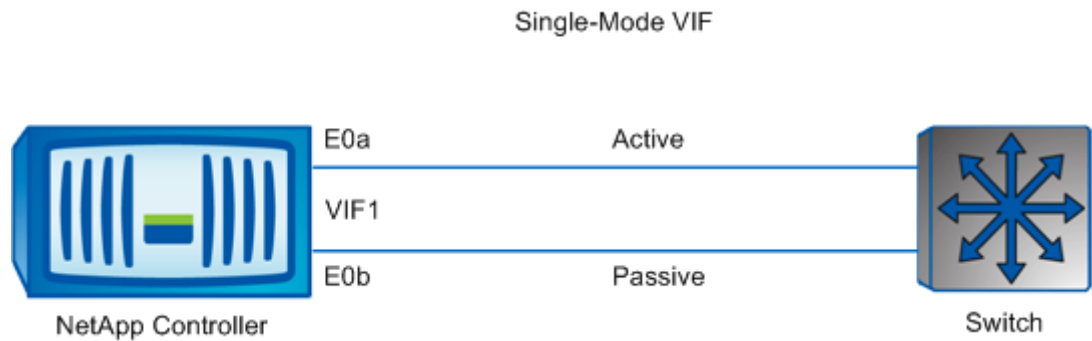 Single-Mode VIF
E0a Active
VIF1
E0b Passive
NetApp Controller
Switch